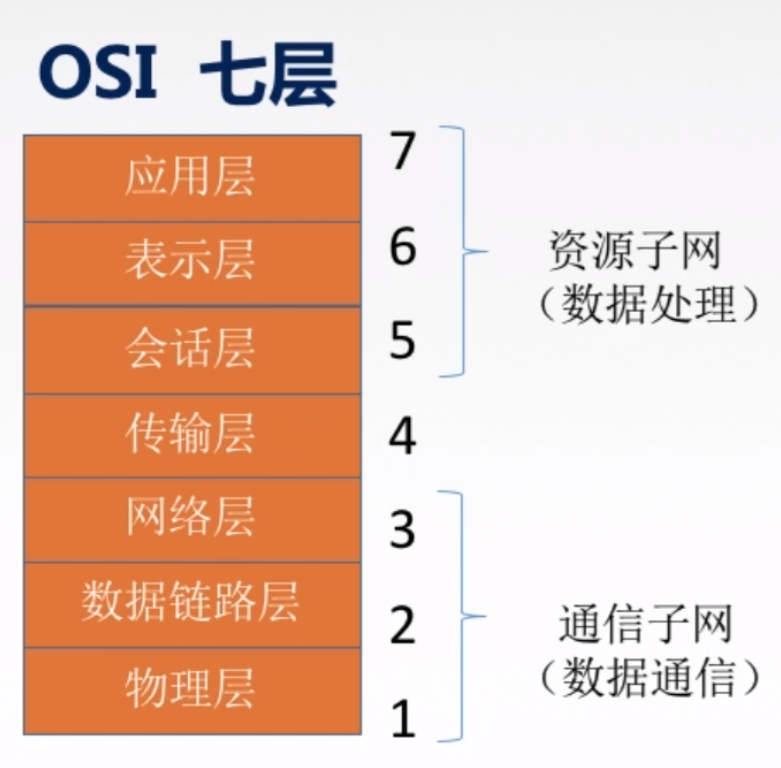 OSI 七层
应用层
7
表示层
6
会话层
5
资源子网
（数据处理）
传输层
4
网络层
3
数据链路层
2
物理层
1
通信子网
（数据通信）